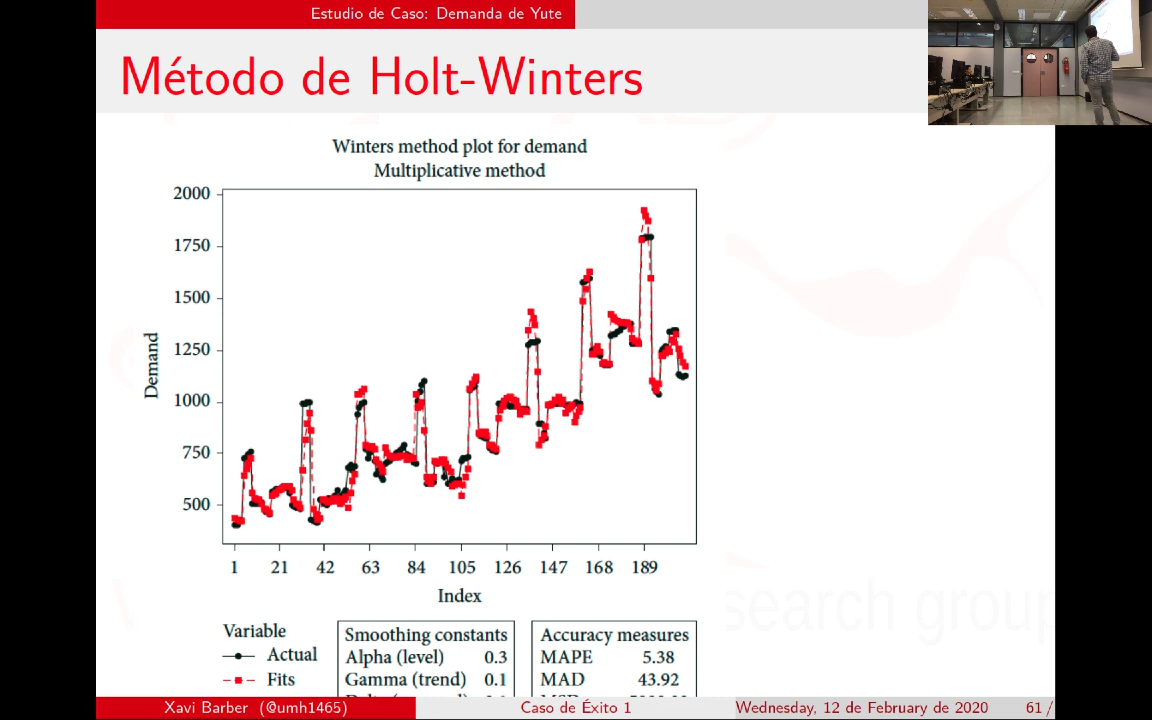 Estudio de Caso: Demanda de Yute
Método de Holt-Winters
Winters method plot for demand
Multiplicative method
2000
1750
1500
1250
1000
750
500
Demand
1 21 42 63 84 105 126 147 168 189
Index
Variable
Actual
Fits
Smoothing constants
Alpha (level) 0.3
Gamma (trend) 0.1
Accuracy measures
MAPE 5.38
MAD 43.92
search group
Xavi Barber (@umh1465) Caso de Éxito 1 Wednesday, 12 de February de 2020 61 /